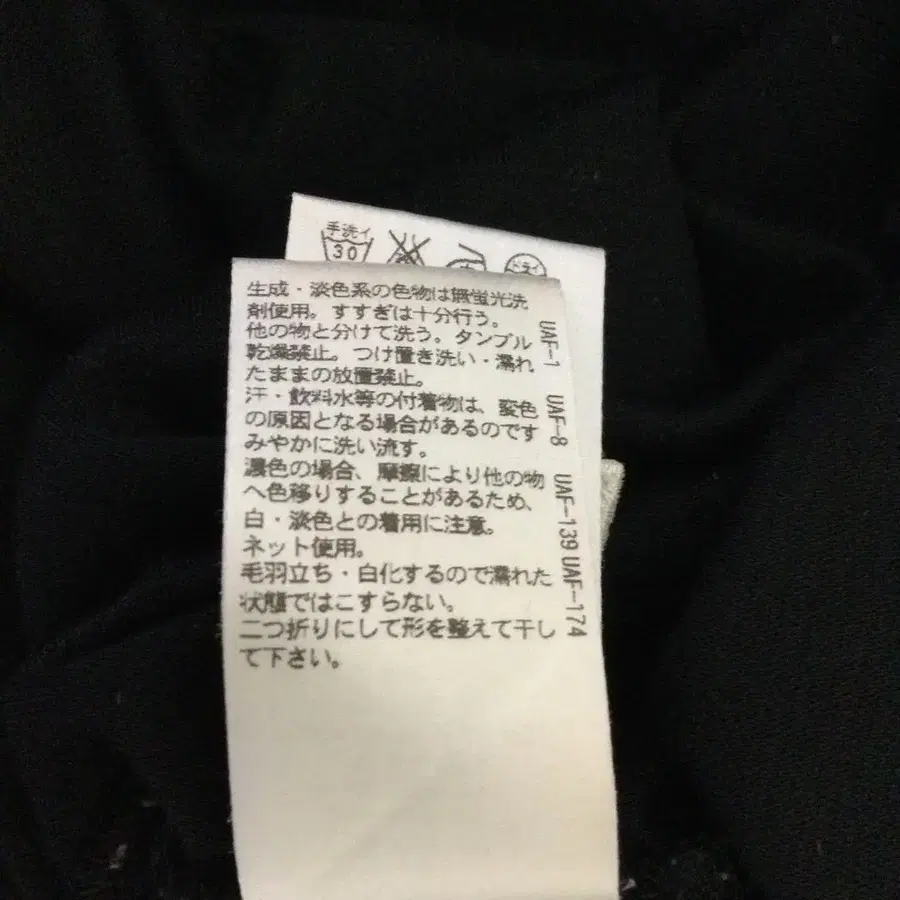 手洗イ
30
ドライ
生成・淡色系の色物は無蛍光洗
剤使用。すすぎは十分行う。
他の物と分けて洗う。タンブル
乾燥禁止。つけ置き洗い・濡れ
たままの放置禁止。
汗・飲料水等の付着物は、変色
の原因となる場合があるのです
みやかに洗い流す。
濃色の場合、摩擦により他の物
へ色移りすることがあるため、
白・淡色との着用に注意。
ネット使用。
毛羽立ち・白化するので濡れた
状態ではこすらない。
二つ折りにして形を整えて干し
て下さい。
UAF-1 UAF-8 UAF-139 UAF-174